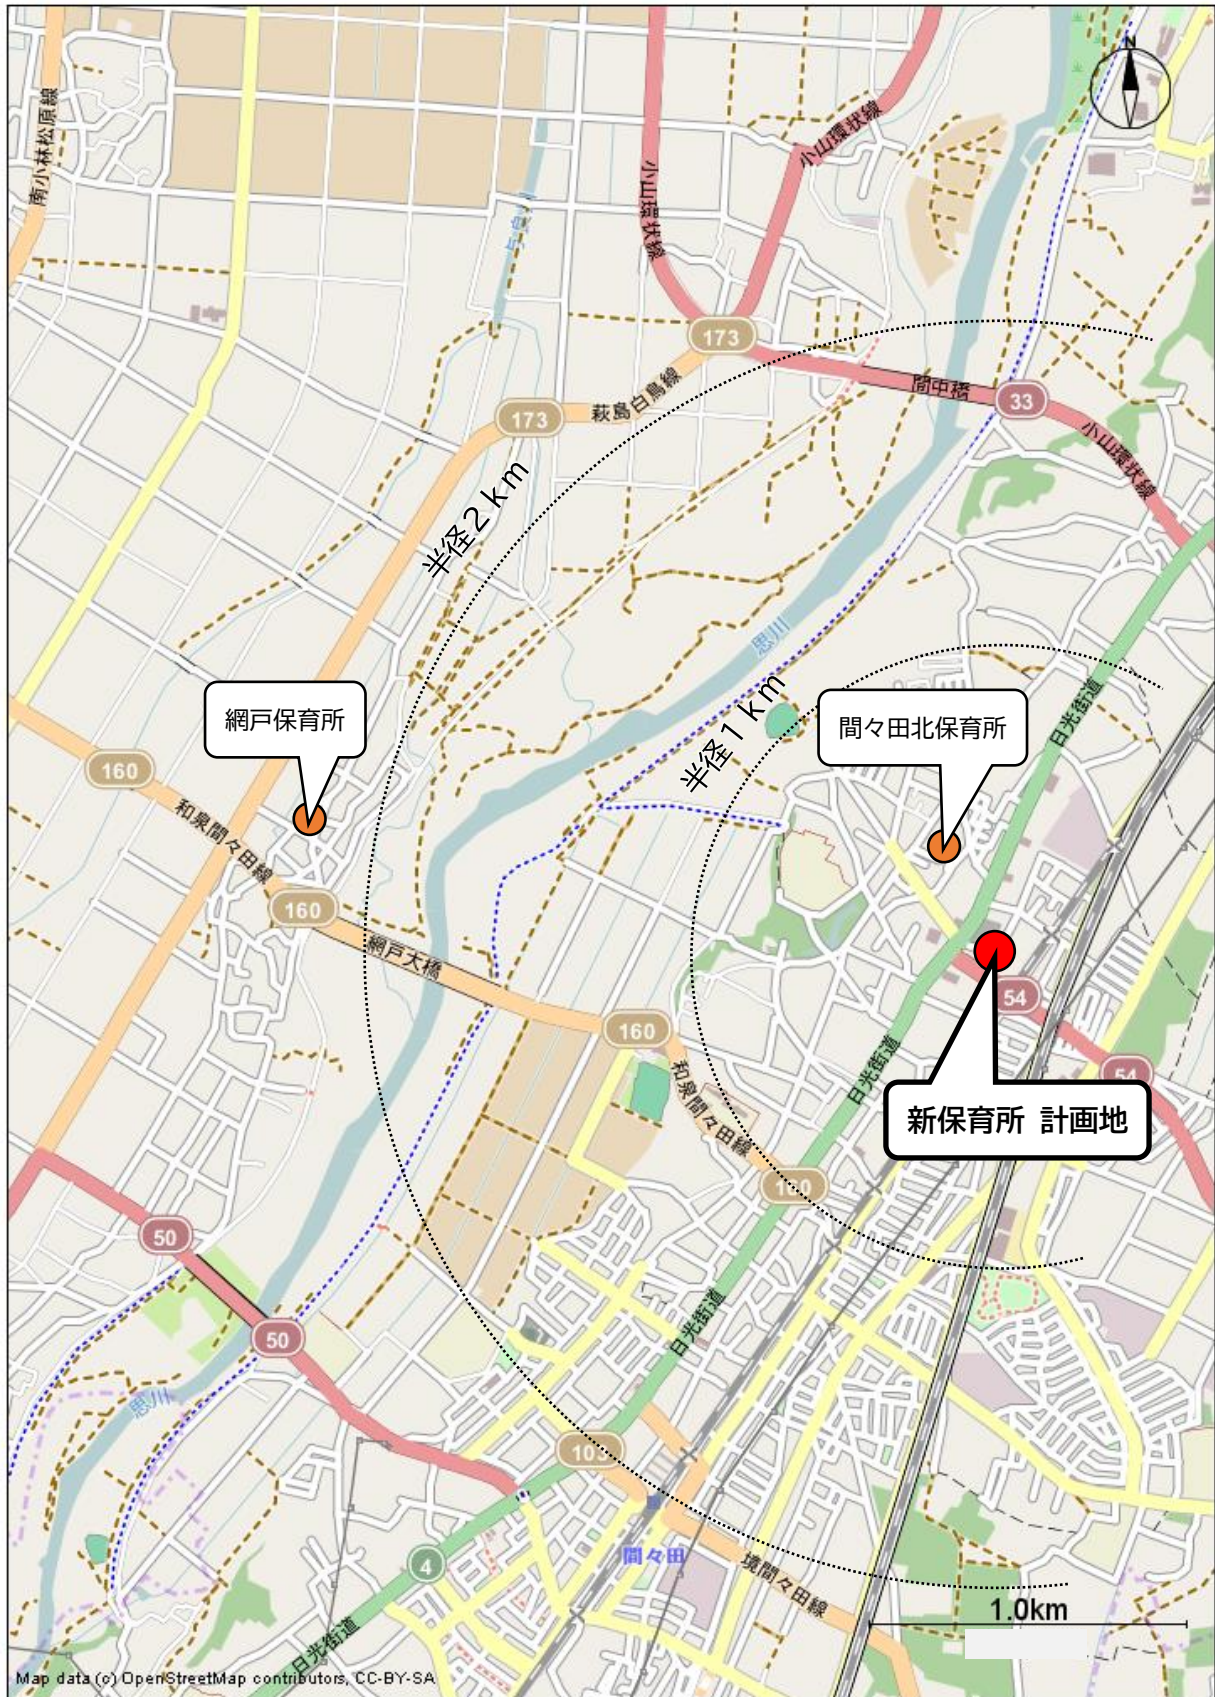 N
南小林松原線
小山環状線
小山環状線
与良川
173
間中橋
33
萩島白鳥線
173
小山環状線
半径2km
思川
日光街道
半径1km
網戸保育所
間々田北保育所
160
和泉間々田線
160
網戸大橋
54
160
日光街道
和泉間々田線
54
新保育所 計画地
160
50
日光街道
50
思川
103
間々田
4
境間々田線
1.0km
日光街道
Map data (c) OpenStreetMap contributors, CC-BY-SA